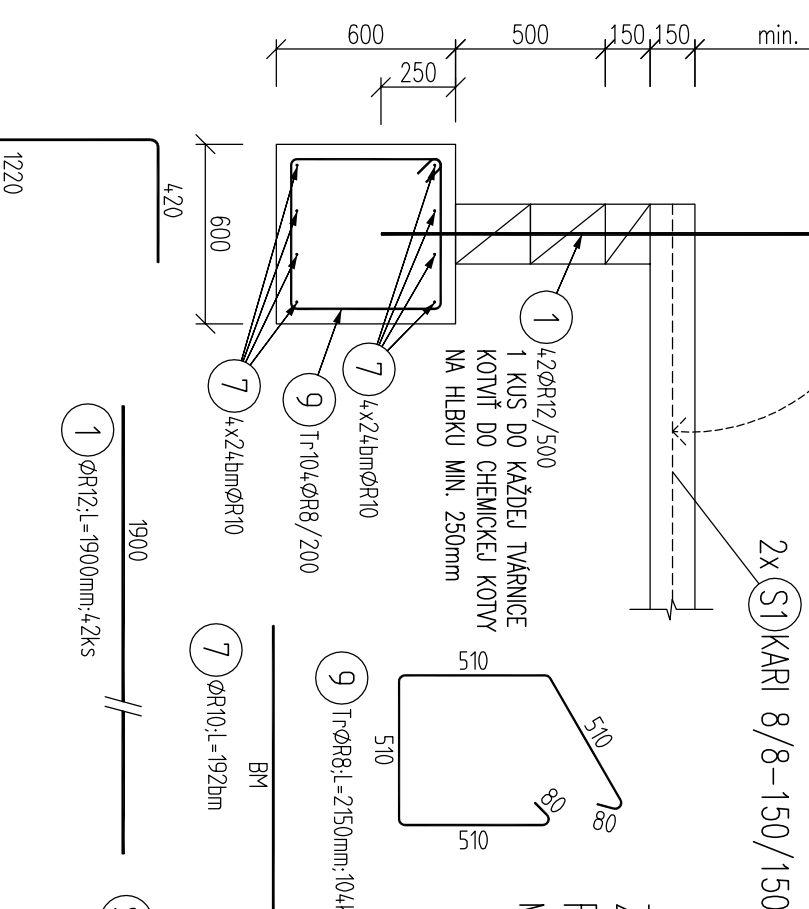 600
500
150
150
min.
250
1220
420
600
1
42ØR12/500
1 KUS DO KAŽDEJ TVÁRNICE
KOTVIŤ DO CHEMICKEJ KOTVY
NA HLBKU MIN. 250mm
7
4x24bmØR10
9
Tr104ØR8/200
7
4x24bmØR10
2x S1 KARI 8/8-150/150
1
ØR12;L=1900mm;42ks
1900
7
ØR10;L=192bm
BM
9
TrØR8;L=2150mm;104
510
510
510
510
80
80